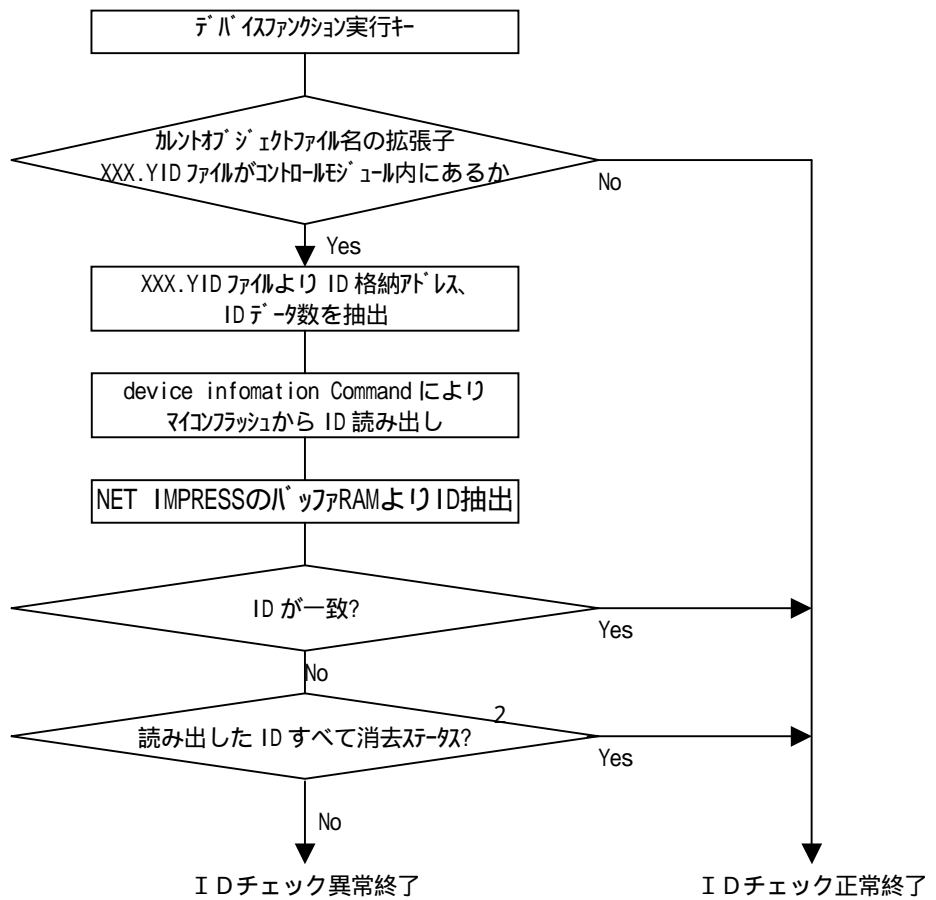 ﾃﾞﾊﾞｲｽﾌｧﾝｸｼｮﾝ実行ｷｰ
ｶﾚﾝﾄｵﾌﾞｼﾞｪｸﾄﾌｧｲﾙ名の拡張子
XXX.YID ﾌｧｲﾙがｺﾝﾄﾛｰﾙﾓｼﾞｭｰﾙ内にあるか
No
Yes
XXX.YID ﾌｧｲﾙより ID 格納ｱﾄﾞﾚｽ、
ID ﾃﾞｰﾀ数を抽出
device infomation Command により
ﾏｲｺﾝﾌﾗｯｼｭから ID 読み出し
NET IMPRESSのﾊﾞｯﾌｧRAMよりID抽出
ID が一致?
Yes
No
2
読み出した ID すべて消去ｽﾃｰﾀｽ?
Yes
No
ＩＤチェック異常終了
ＩＤチェック正常終了